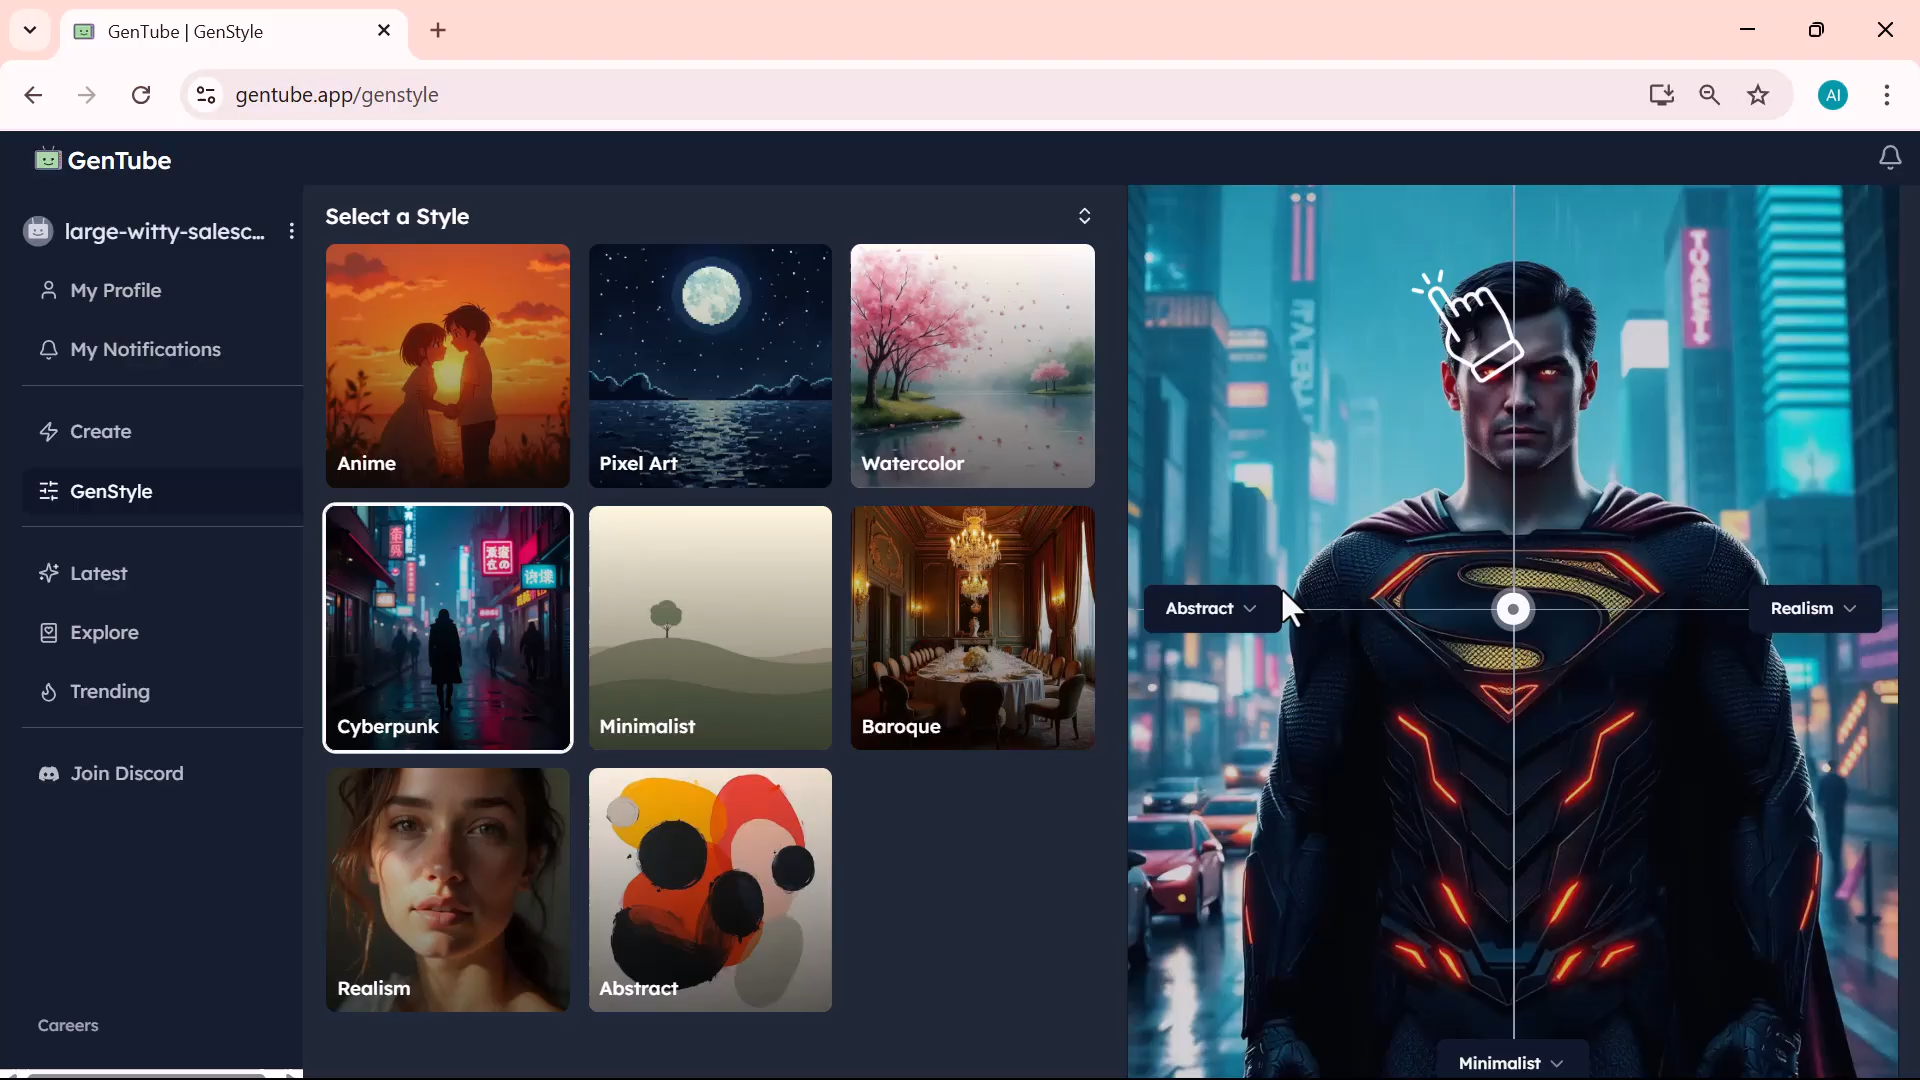 GenTube | GenStyle
gentube.app/genstyle
AI
GenTube
large-witty-salesc...
My Profile
My Notifications
Create
GenStyle
Latest
Explore
Trending
Join Discord
Careers
Select a Style
Anime
Pixel Art
Watercolor
Cyberpunk
Minimalist
Baroque
Realism
Abstract
Abstract
Realism
Minimalist